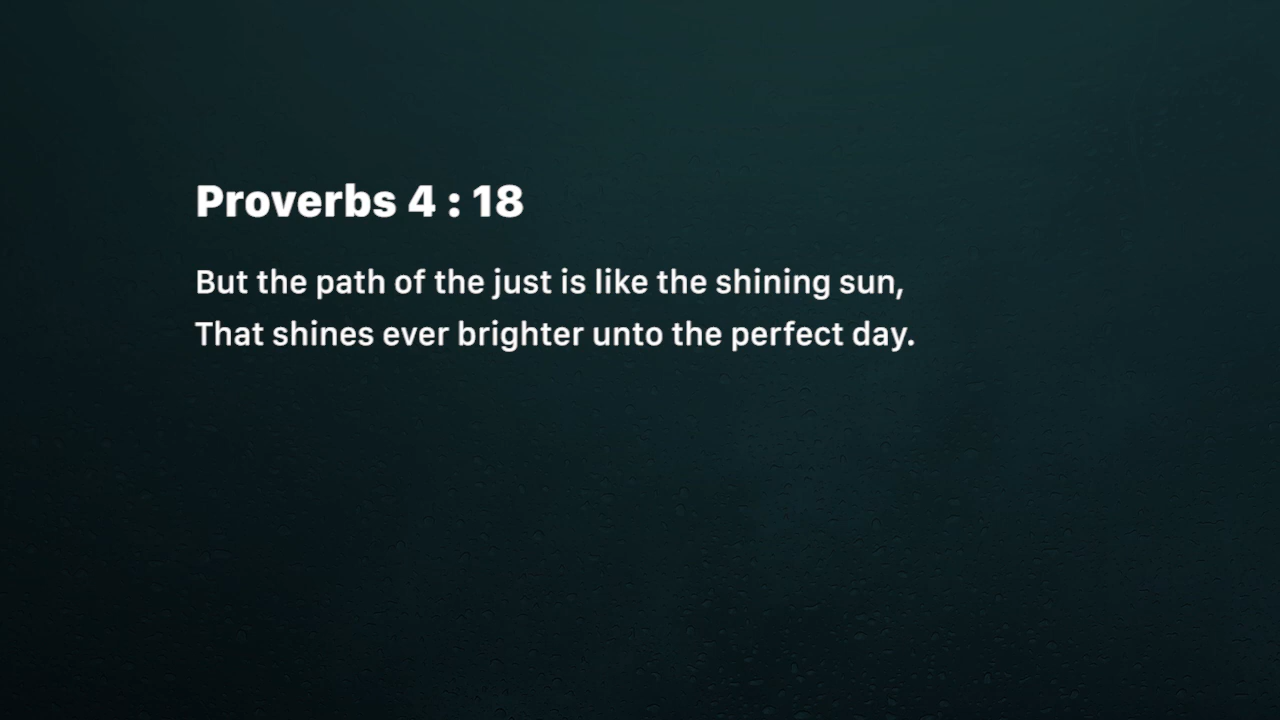 Proverbs 4 : 18
But the path of the just is like the shining sun,
That shines ever brighter unto the perfect day.